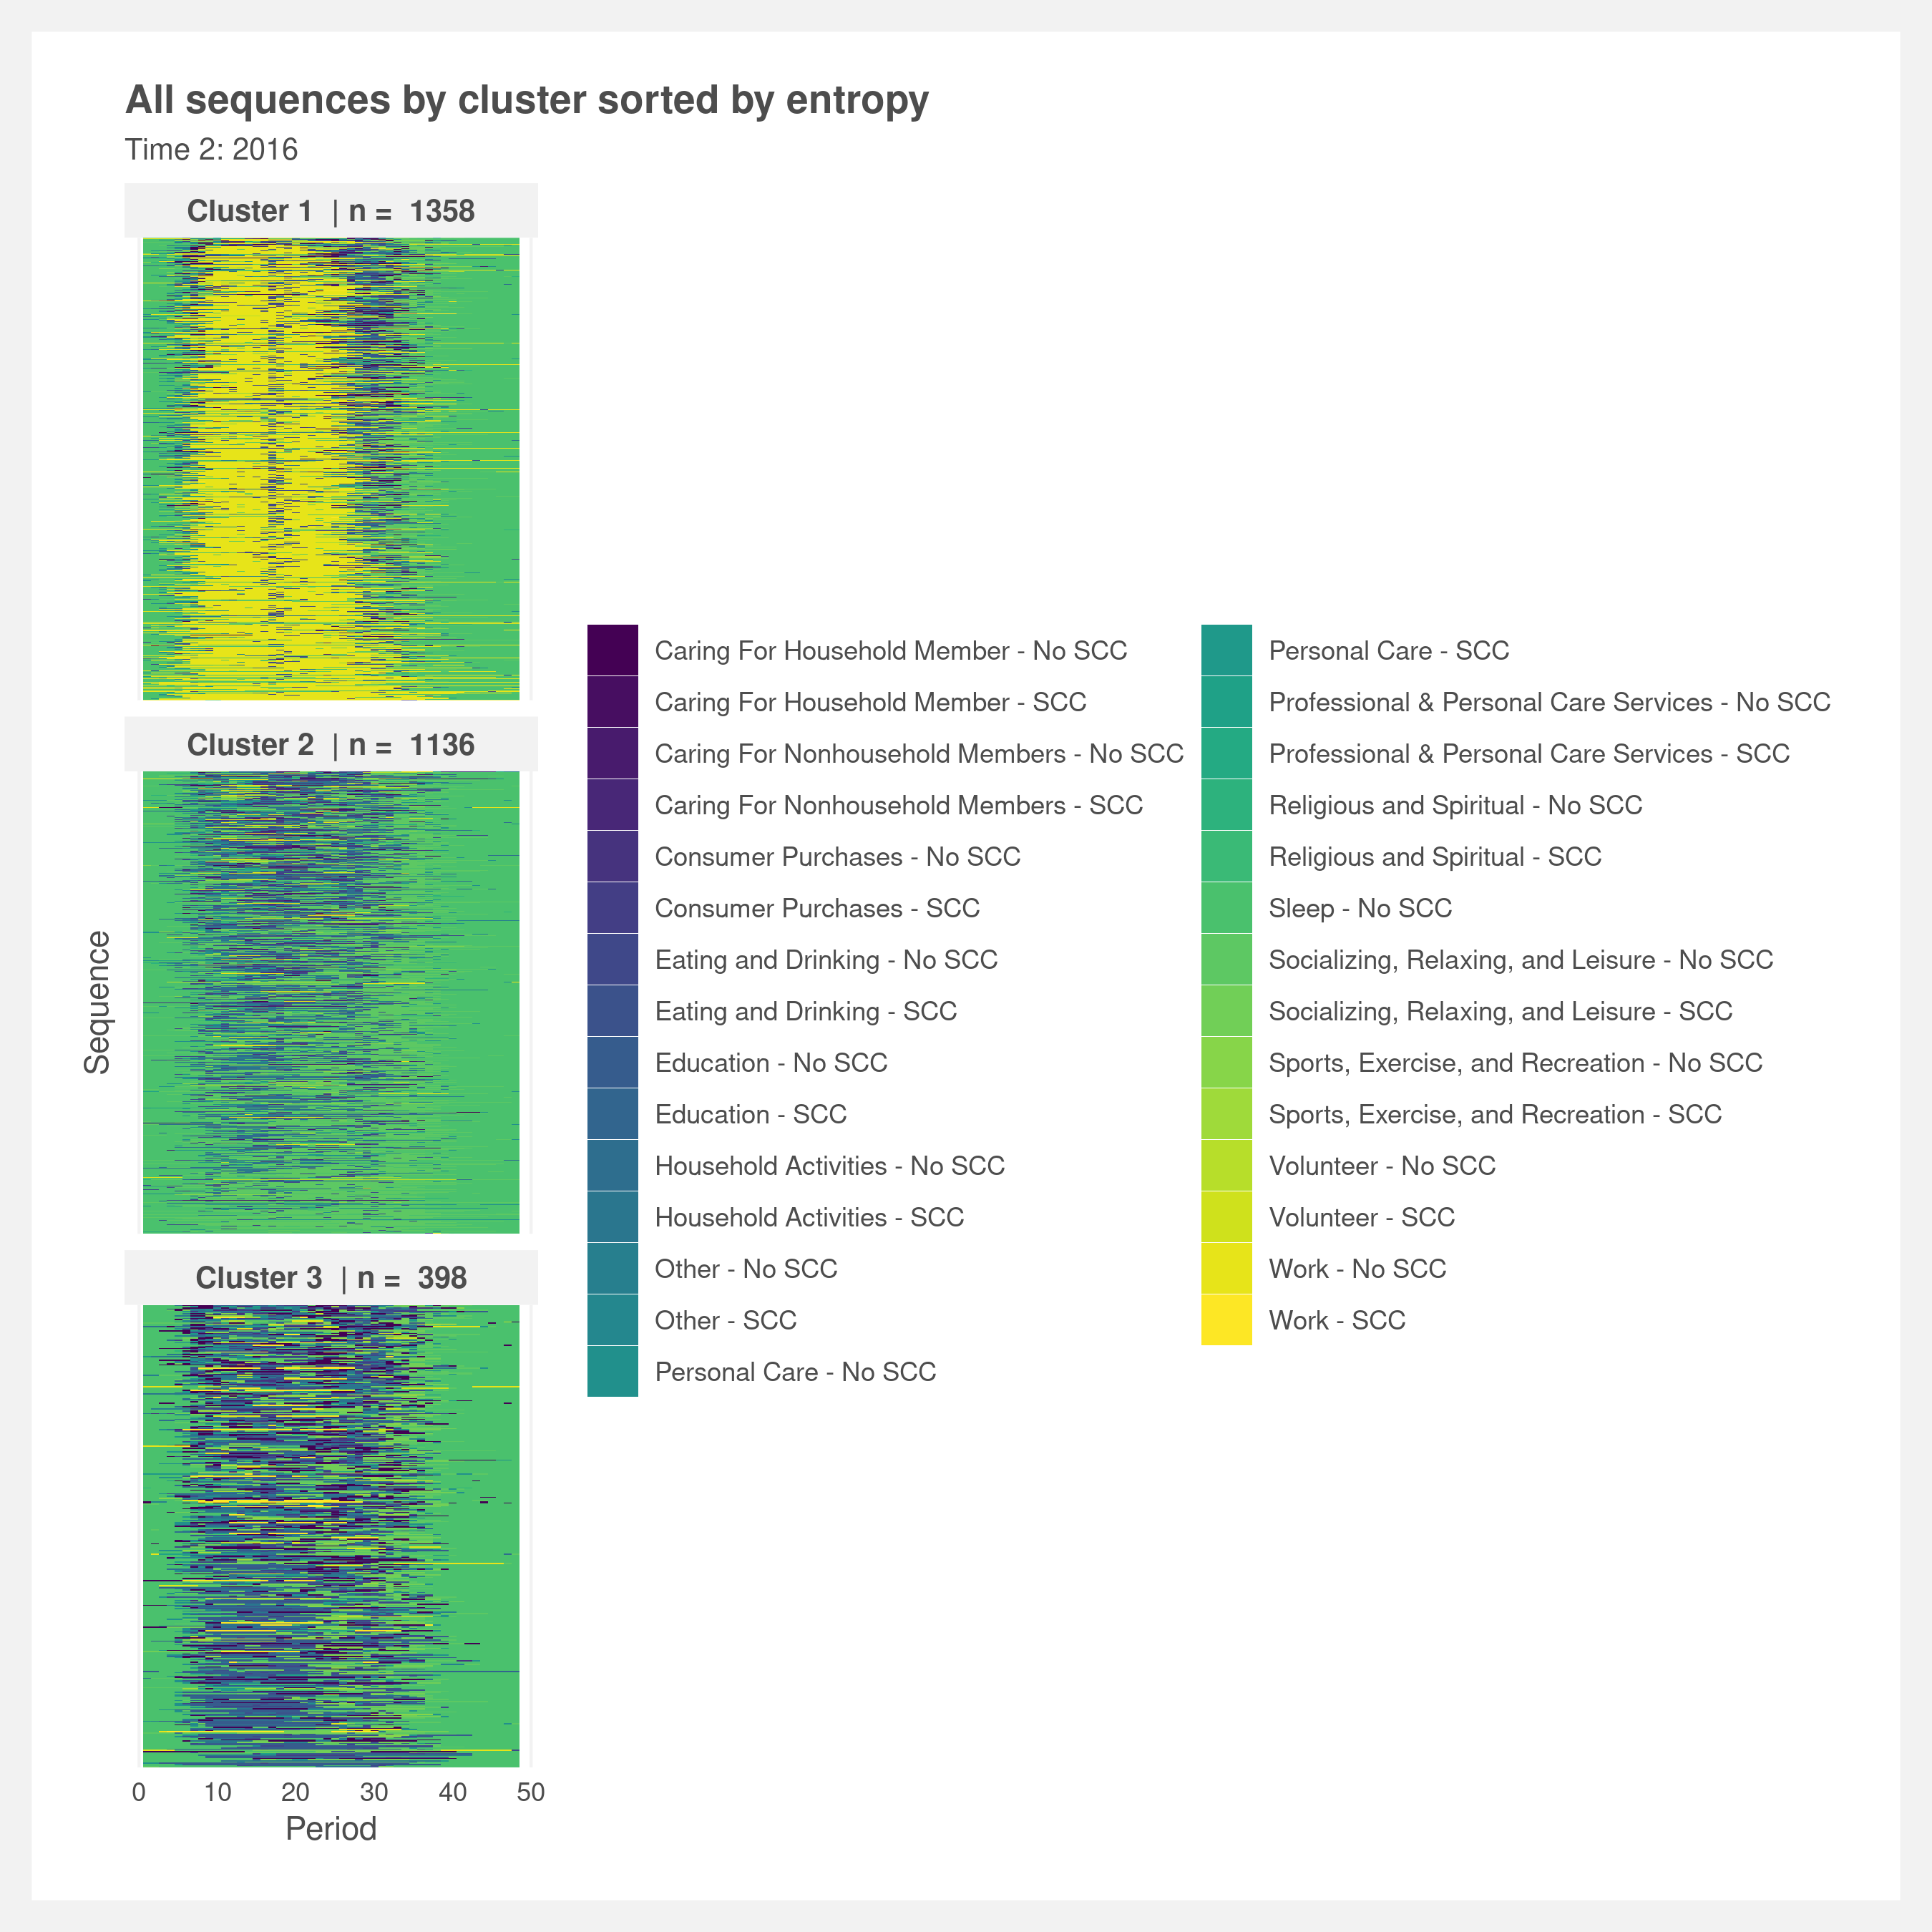 All sequences by cluster sorted by entropy
Time 2: 2016
Cluster 1 | n = 1358
Cluster 2 | n = 1136
Cluster 3 | n = 398
Sequence
0 10 20 30 40 50
Period
Caring For Household Member - No SCC
Caring For Household Member - SCC
Caring For Nonhousehold Members - No SCC
Caring For Nonhousehold Members - SCC
Consumer Purchases - No SCC
Consumer Purchases - SCC
Eating and Drinking - No SCC
Eating and Drinking - SCC
Education - No SCC
Education - SCC
Household Activities - No SCC
Household Activities - SCC
Other - No SCC
Other - SCC
Personal Care - No SCC
Personal Care - SCC
Professional & Personal Care Services - No SCC
Professional & Personal Care Services - SCC
Religious and Spiritual - No SCC
Religious and Spiritual - SCC
Sleep - No SCC
Socializing, Relaxing, and Leisure - No SCC
Socializing, Relaxing, and Leisure - SCC
Sports, Exercise, and Recreation - No SCC
Sports, Exercise, and Recreation - SCC
Volunteer - No SCC
Volunteer - SCC
Work - No SCC
Work - SCC